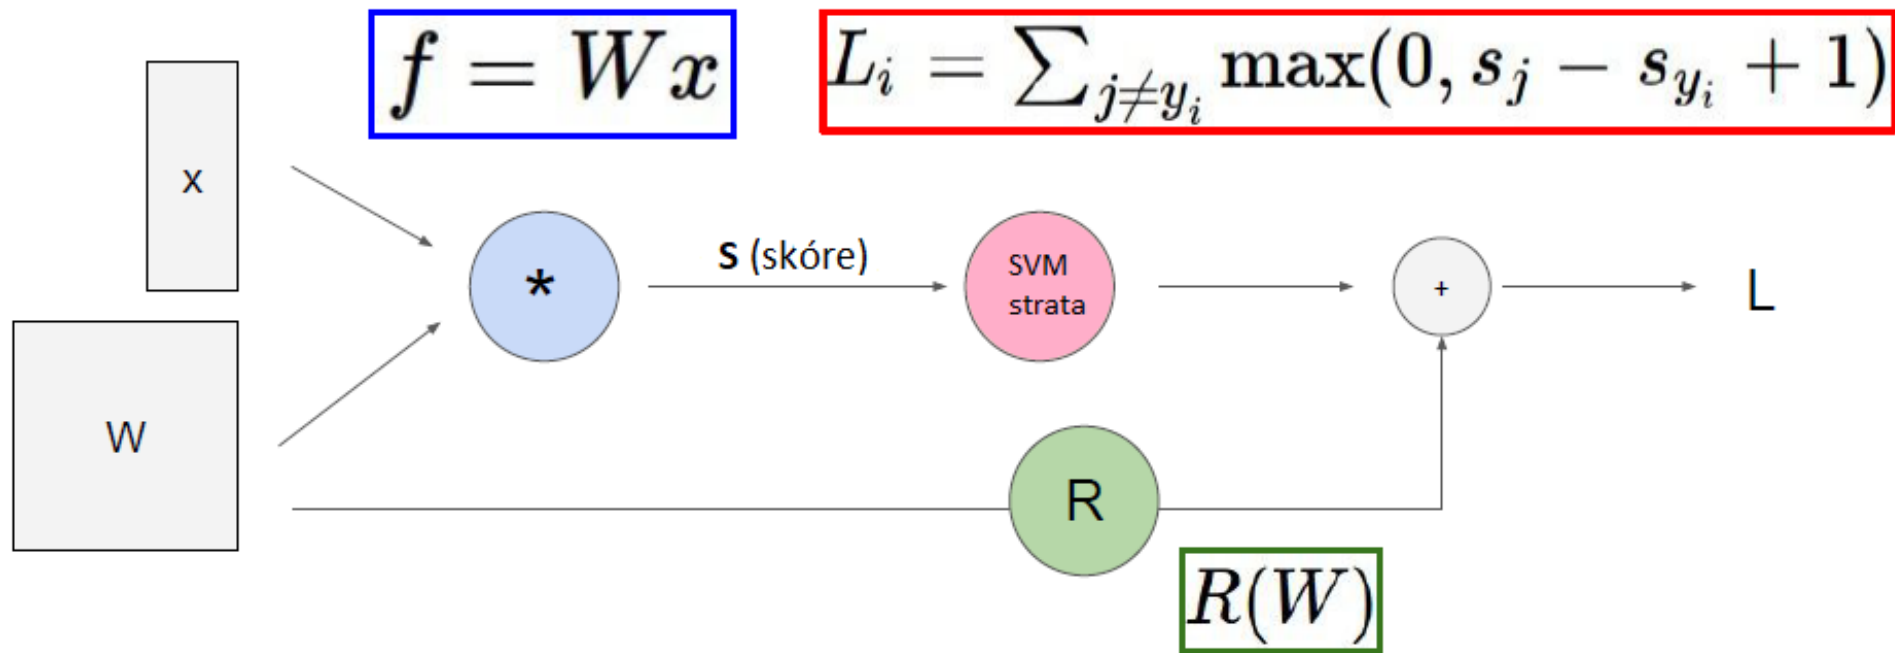 f = Wx
L_i = ∑_{j≠y_i} max(0, s_j − s_{y_i} + 1)
x
*
S (skóre)
SVM
strata
+
L
W
R
R(W)